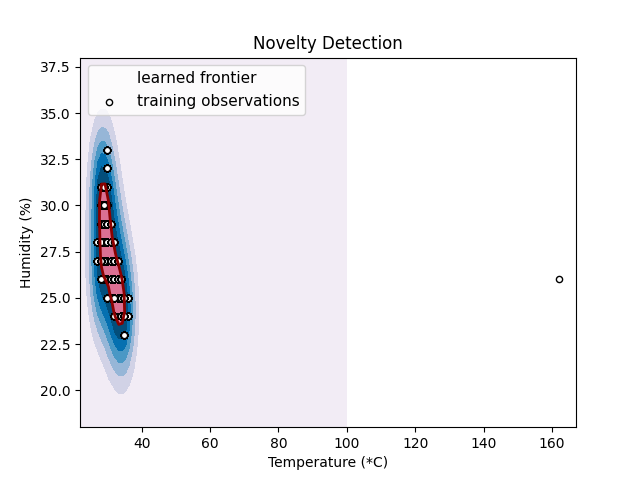 Novelty Detection
learned frontier
training observations
37.5
35.0
32.5
30.0
27.5
25.0
22.5
20.0
Humidity (%)
40 60 80 100 120 140 160
Temperature (*C)